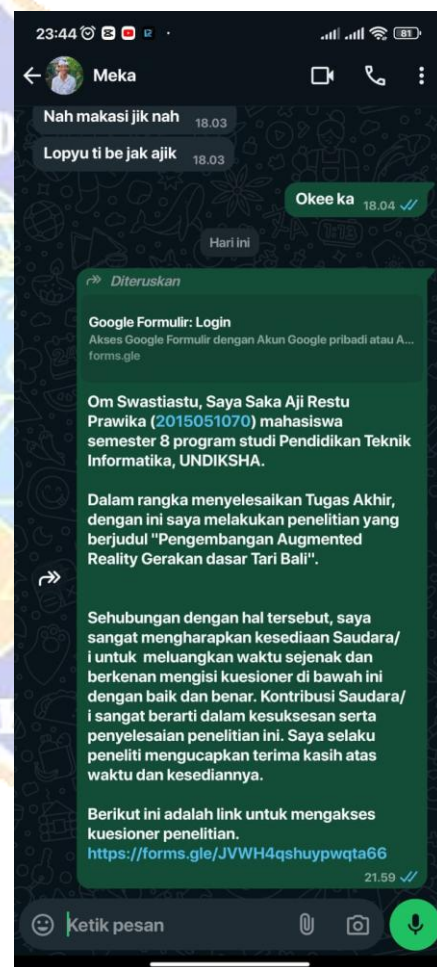 23:44
81
Meka
Nah makasi jik nah 18.03
Lopyu ti be jak ajik 18.03
Okee ka 18.04
Hari ini
Diteruskan
Google Formulir: Login
Akses Google Formulir dengan Akun Google pribadi atau A...
forms.gle
Om Swastiastu, Saya Saka Aji Restu
Prawika (2015051070) mahasiswa
semester 8 program studi Pendidikan Teknik
Informatika, UNDIKSHA.
Dalam rangka menyelesaikan Tugas Akhir,
dengan ini saya melakukan penelitian yang
berjudul "Pengembangan Augmented
Reality Gerakan dasar Tari Bali".
Sehubungan dengan hal tersebut, saya
sangat mengharapkan kesediaan Saudara/
i untuk meluangkan waktu sejenak dan
berkenan mengisi kuesioner di bawah ini
dengan baik dan benar. Kontribusi Saudara/
i sangat berarti dalam kesuksesan serta
penyelesaian penelitian ini. Saya selaku
peneliti mengucapkan terima kasih atas
waktu dan kesediannya.
Berikut ini adalah link untuk mengakses
kuesioner penelitian.
https://forms.gle/JVWH4qshuypwqta66
21.59
Ketik pesan